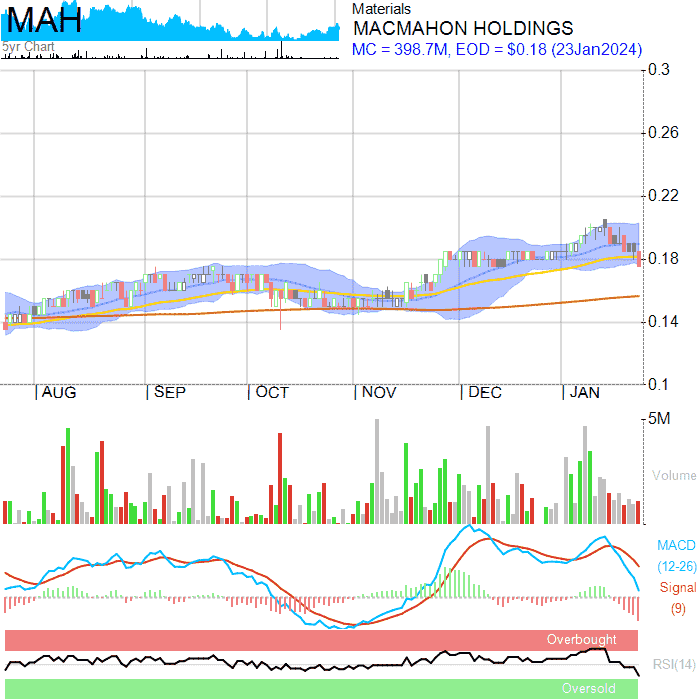 MAH
5yr Chart
Materials
MACMAHON HOLDINGS
MC = 398.7M, EOD = $0.18 (23Jan2024)
0.3
0.26
0.22
0.18
0.14
0.1
AUG SEP OCT NOV DEC JAN
5M
Volume
MACD
(12-26)
Signal
(9)
Overbought
RSI(14)
Oversold